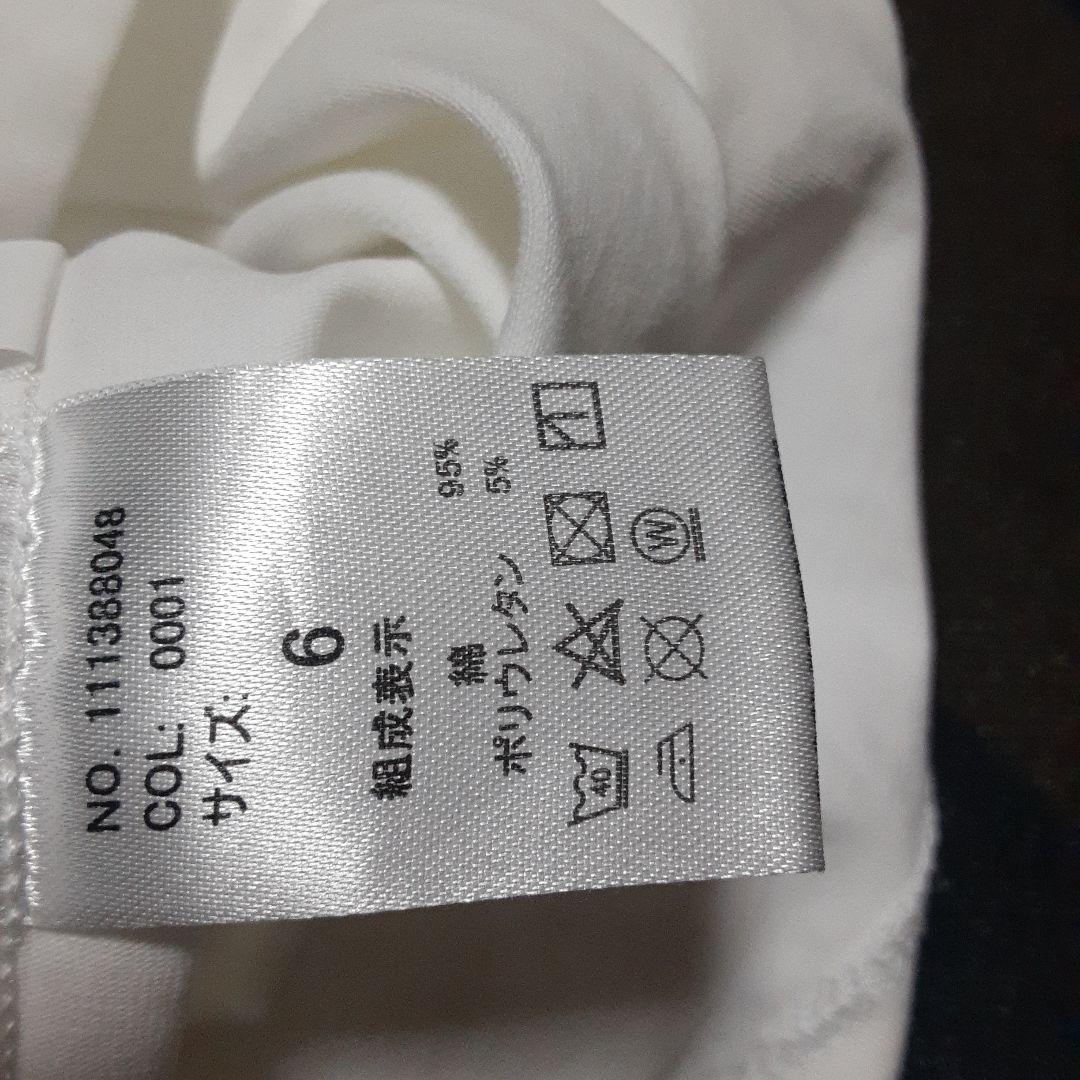 NO. 111388048
COL: 0001
サイズ:
6
組成表示
綿 95%
ポリウレタン 5%
40
W